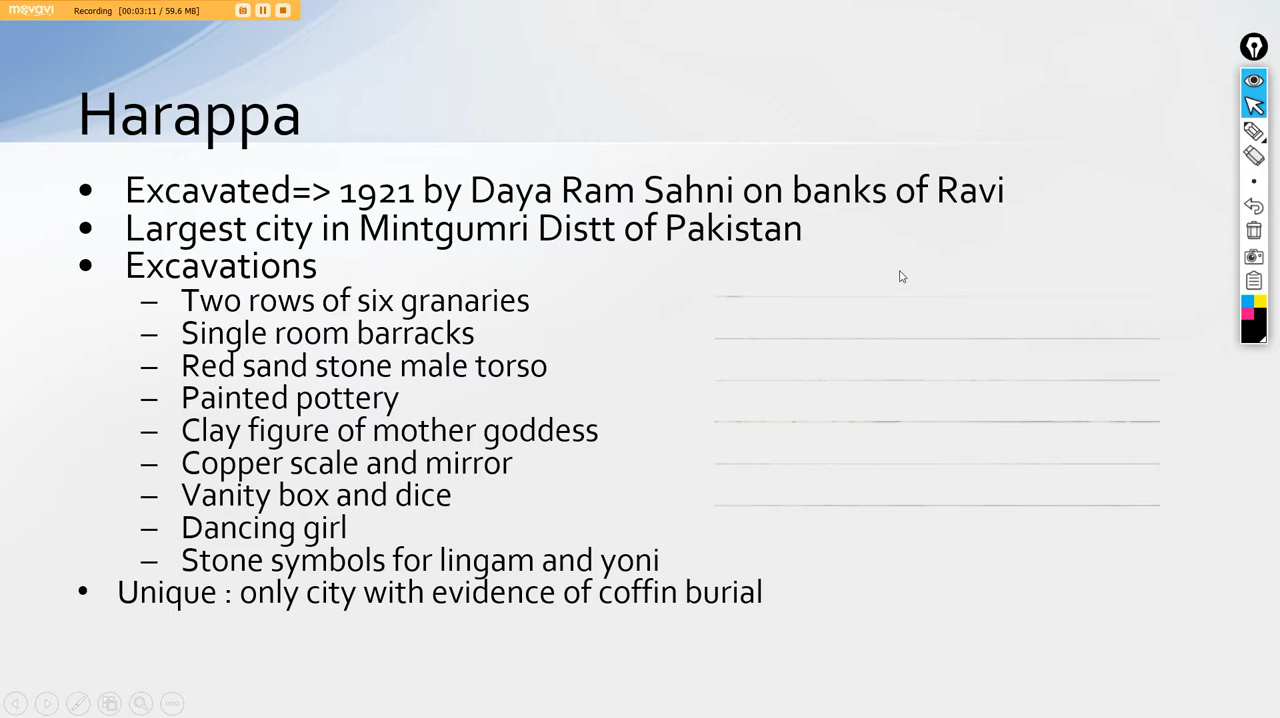 movavi Recording [00:03:11 / 59.6 MB]
Harappa
• Excavated=> 1921 by Daya Ram Sahni on banks of Ravi
• Largest city in Mintgumri Distt of Pakistan
• Excavations
– Two rows of six granaries
– Single room barracks
– Red sand stone male torso
– Painted pottery
– Clay figure of mother goddess
– Copper scale and mirror
– Vanity box and dice
– Dancing girl
– Stone symbols for lingam and yoni
• Unique : only city with evidence of coffin burial